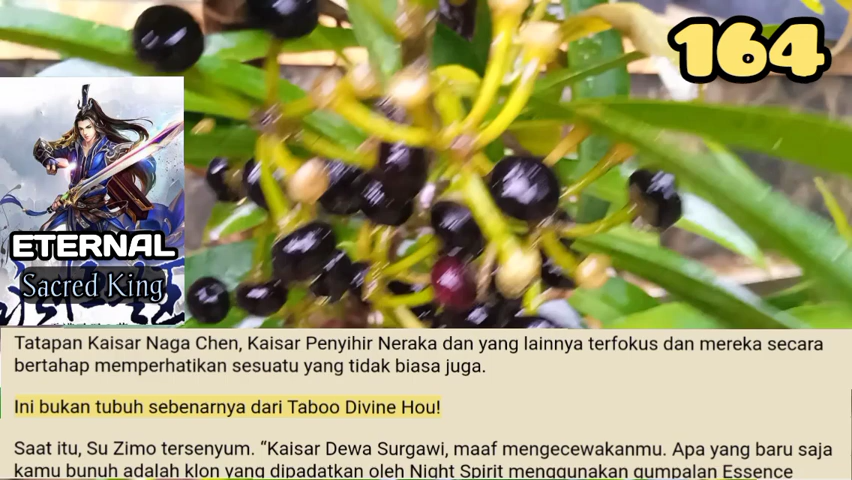 164
ETERNAL
Sacred King
Tatapan Kaisar Naga Chen, Kaisar Penyihir Neraka dan yang lainnya terfokus dan mereka secara
bertahap memperhatikan sesuatu yang tidak biasa juga.
Ini bukan tubuh sebenarnya dari Taboo Divine Hou!
Saat itu, Su Zimo tersenyum. “Kaisar Dewa Surgawi, maaf mengecewakanmu. Apa yang baru saja
kamu bunuh adalah klon yang dipadatkan oleh Night Spirit menggunakan gumpalan Essence